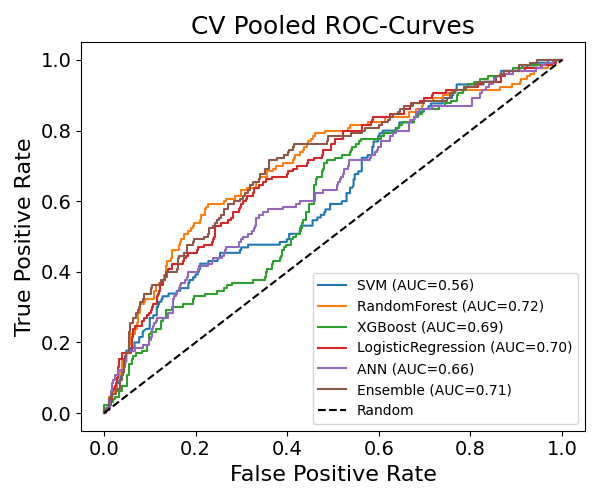 CV Pooled ROC-Curves
True Positive Rate
1.0
0.8
0.6
0.4
0.2
0.0
SVM (AUC=0.56)
RandomForest (AUC=0.72)
XGBoost (AUC=0.69)
LogisticRegression (AUC=0.70)
ANN (AUC=0.66)
Ensemble (AUC=0.71)
Random
0.0 0.2 0.4 0.6 0.8 1.0
False Positive Rate